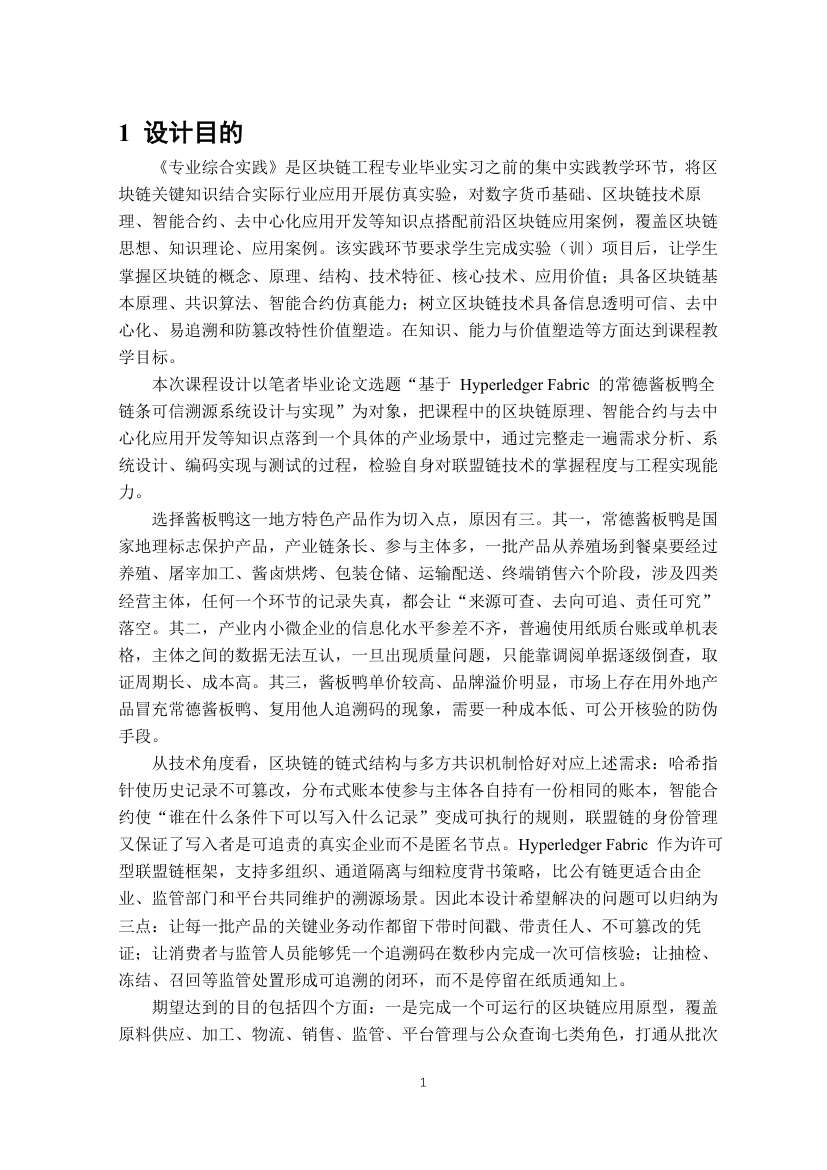 1 设计目的
《专业综合实践》是区块链工程专业毕业实习之前的集中实践教学环节，将区
块链关键知识结合实际行业应用开展仿真实验，对数字货币基础、区块链技术原
理、智能合约、去中心化应用开发等知识点搭配前沿区块链应用案例，覆盖区块链
思想、知识理论、应用案例。该实践环节要求学生完成实验（训）项目后，让学生
掌握区块链的概念、原理、结构、技术特征、核心技术、应用价值；具备区块链基
本原理、共识算法、智能合约仿真能力；树立区块链技术具备信息透明可信、去中
心化、易追溯和防篡改特性价值塑造。在知识、能力与价值塑造等方面达到课程教
学目标。
本次课程设计以笔者毕业论文选题“基于 Hyperledger Fabric 的常德酱板鸭全
链条可信溯源系统设计与实现”为对象，把课程中的区块链原理、智能合约与去中
心化应用开发等知识点落到一个具体的产业场景中，通过完整走一遍需求分析、系
统设计、编码实现与测试的过程，检验自身对联盟链技术的掌握程度与工程实现能
力。
选择酱板鸭这一地方特色产品作为切入点，原因有三。其一，常德酱板鸭是国
家地理标志保护产品，产业链条长、参与主体多，一批产品从养殖场到餐桌要经过
养殖、屠宰加工、酱卤烘烤、包装仓储、运输配送、终端销售六个阶段，涉及四类
经营主体，任何一个环节的记录失真，都会让“来源可查、去向可追、责任可究”
落空。其二，产业内小微企业的信息化水平参差不齐，普遍使用纸质台账或单机表
格，主体之间的数据无法互认，一旦出现质量问题，只能靠调阅单据逐级倒查，取
证周期长、成本高。其三，酱板鸭单价较高、品牌溢价明显，市场上存在用外地产
品冒充常德酱板鸭、复用他人追溯码的现象，需要一种成本低、可公开核验的防伪
手段。
从技术角度看，区块链的链式结构与多方共识机制恰好对应上述需求：哈希指
针使历史记录不可篡改，分布式账本使参与主体各自持有一份相同的账本，智能合
约使“谁在什么条件下可以写入什么记录”变成可执行的规则，联盟链的身份管理
又保证了写入者是可追责的真实企业而不是匿名节点。Hyperledger Fabric 作为许可
型联盟链框架，支持多组织、通道隔离与细粒度背书策略，比公有链更适合由企
业、监管部门和平台共同维护的溯源场景。因此本设计希望解决的问题可以归纳为
三点：让每一批产品的关键业务动作都留下带时间戳、带责任人、不可篡改的凭
证；让消费者与监管人员能够凭一个追溯码在数秒内完成一次可信核验；让抽检、
冻结、召回等监管处置形成可追溯的闭环，而不是停留在纸质通知上。
期望达到的目的包括四个方面：一是完成一个可运行的区块链应用原型，覆盖
原料供应、加工、物流、销售、监管、平台管理与公众查询七类角色，打通从批次
1